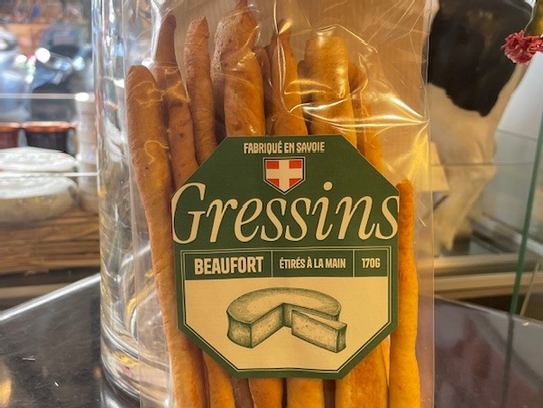 FABRIQUÉ EN SAVOIE
Gressins
BEAUFORT ÉTIRÉS À LA MAIN 170G